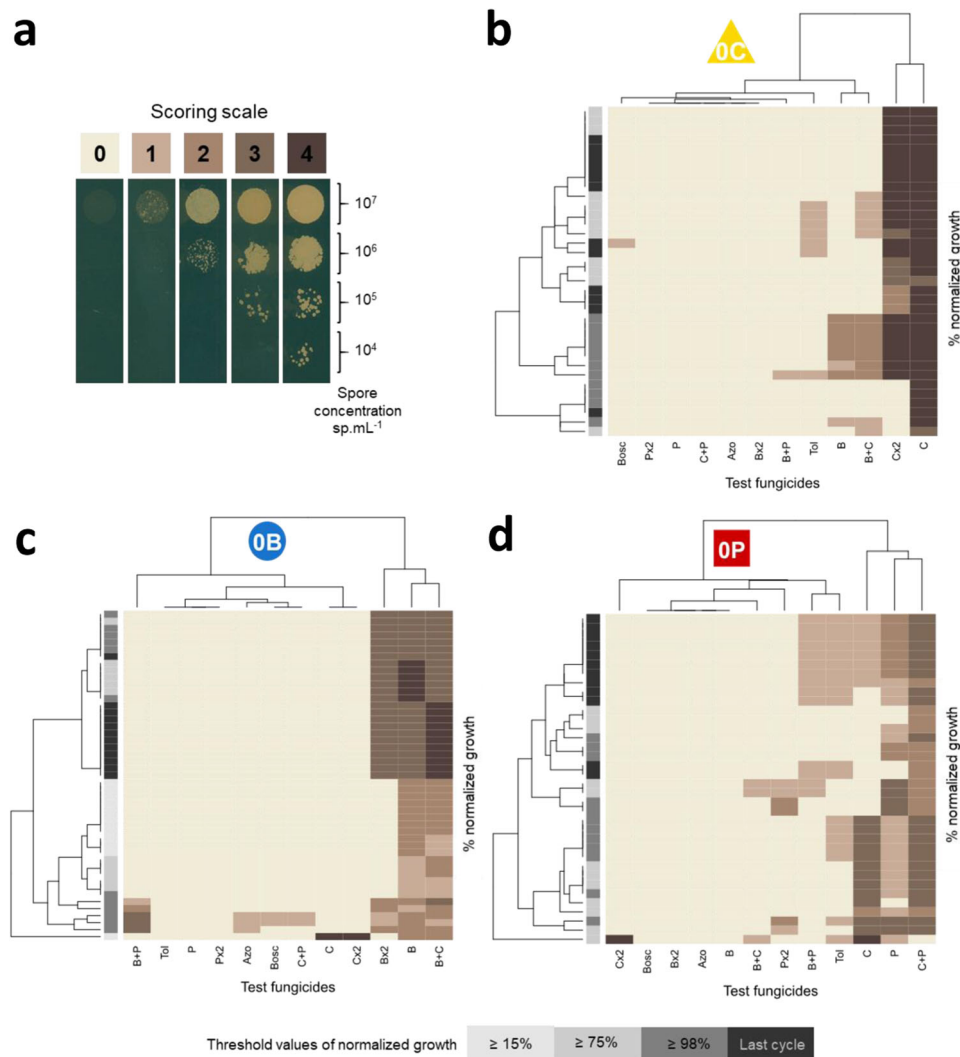 a
Scoring scale
0 1 2 3 4
10⁷
10⁶
10⁵
10⁴
Spore
concentration
sp.mL⁻¹
b
0C
% normalized growth
Bosc Px2 P C+P Azo Bx2 B+P Tol B B+C Cx2 C
Test fungicides
c
0B
% normalized growth
B+P Tol P Px2 Azo Bosc C+P C Cx2 Bx2 B B+C
Test fungicides
d
0P
% normalized growth
Cx2 Bosc Bx2 Azo B B+C Px2 B+P Tol C P C+P
Test fungicides
Threshold values of normalized growth ≥ 15% ≥ 75% ≥ 98% Last cycle